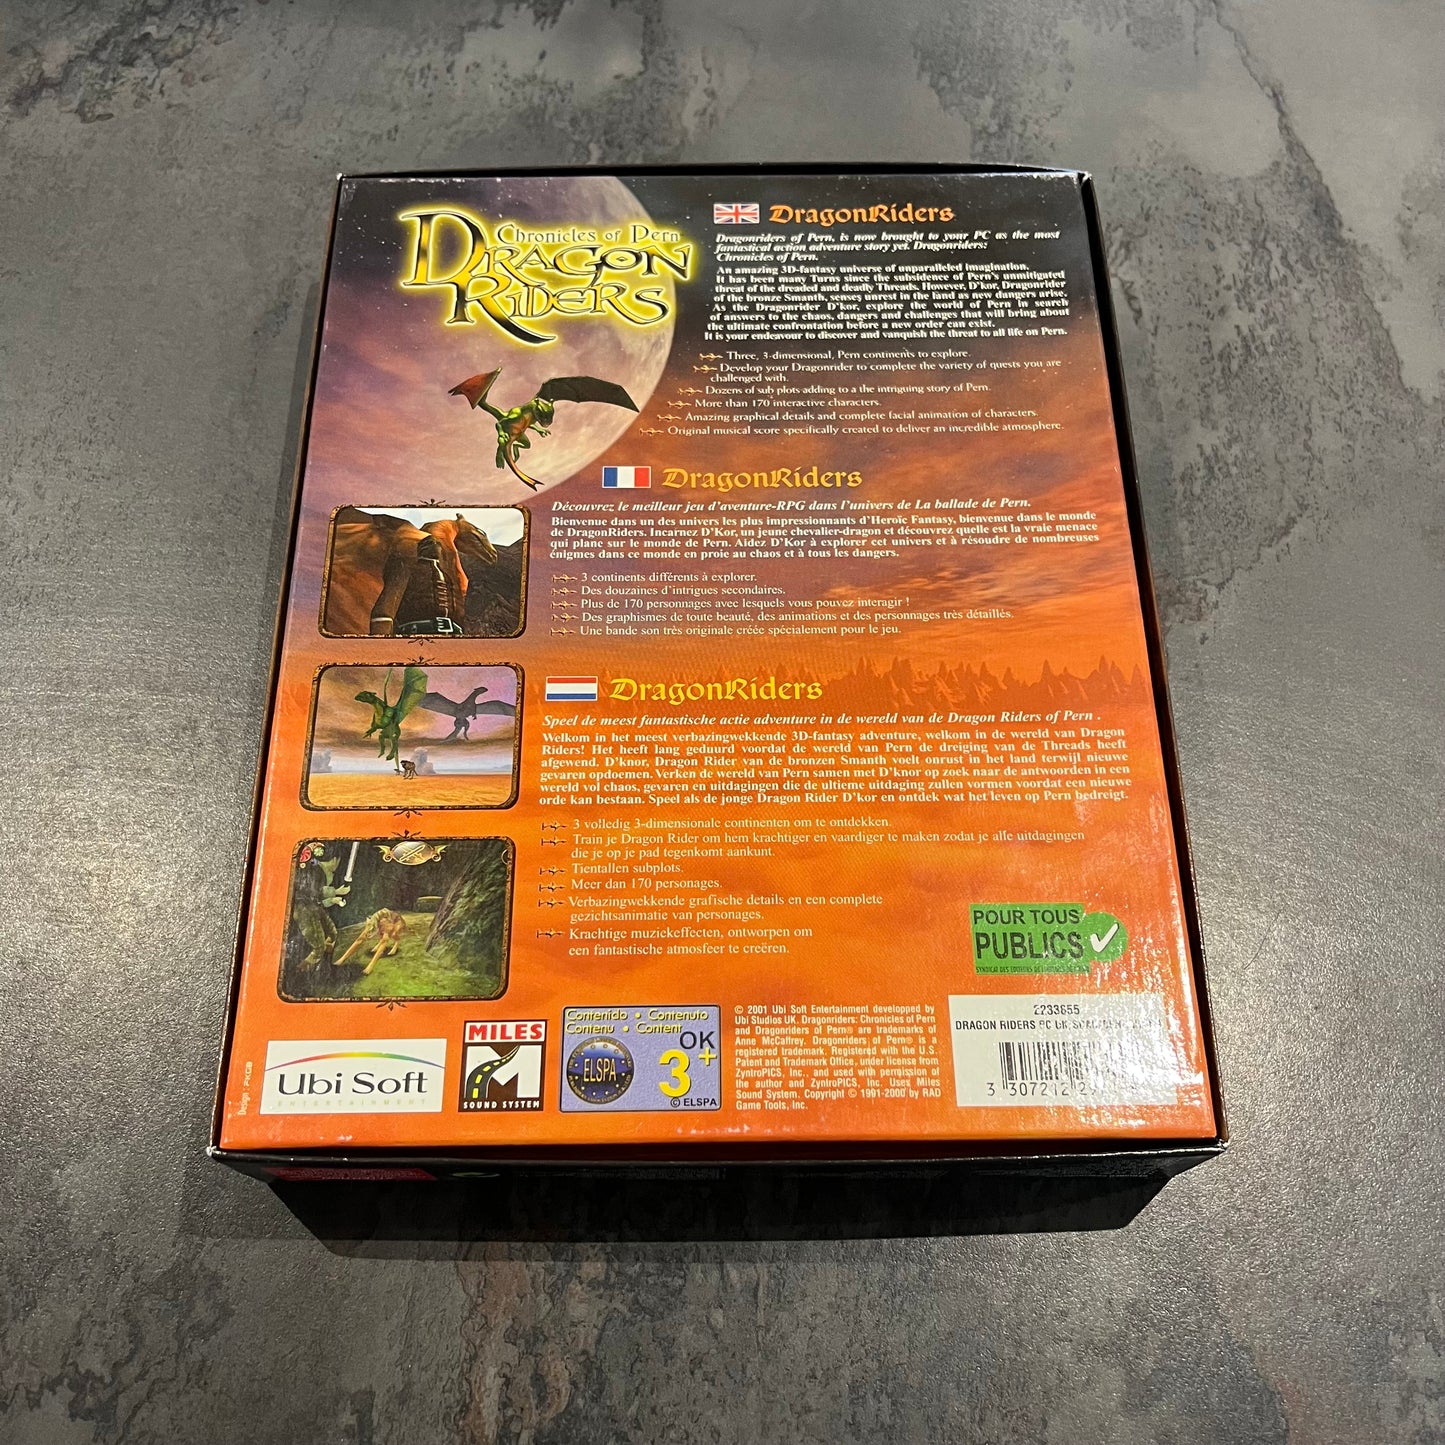 Chronicles of Pern
DRAGON
RIDERS
DragonRiders
Dragonriders of Pern, is now brought to your PC as the most
fantastical action adventure story yet. Dragonriders:
Chronicles of Pern.
An amazing 3D-fantasy universe of unparalleled imagination.
It has been many Turns since the subsidence of Pern's unmitigated
threat of the dreaded and deadly Threads. However, D'kor, Dragonrider
of the bronze Smanth, senses unrest in the land as new dangers arise.
As the Dragonrider D'kor, explore the world of Pern in search
of answers to the chaos, dangers and challenges that will bring about
the ultimate confrontation before a new order can exist.
It is your endeavour to discover and vanquish the threat to all life on Pern.
Three, 3-dimensional, Pern continents to explore.
Develop your Dragonrider to complete the variety of quests you are
challenged with.
Dozens of sub plots adding to a the intriguing story of Pern.
More than 170 interactive characters.
Amazing graphical details and complete facial animation of characters.
Original musical score specifically created to deliver an incredible atmosphere.
DragonRiders
Découvrez le meilleur jeu d'aventure-RPG dans l'univers de La ballade de Pern.
Bienvenue dans un des univers les plus impressionnants d'Heroïc Fantasy, bienvenue dans le monde
de DragonRiders. Incarnez D'Kor, un jeune chevalier-dragon et découvrez quelle est la vraie menace
qui plane sur le monde de Pern. Aidez D'Kor à explorer cet univers et à résoudre de nombreuses
énigmes dans ce monde en proie au chaos et à tous les dangers.
3 continents différents à explorer.
Des douzaines d'intrigues secondaires.
Plus de 170 personnages avec lesquels vous pouvez interagir !
Des graphismes de toute beauté, des animations et des personnages très détaillés.
Une bande son très originale créée spécialement pour le jeu.
DragonRiders
Speel de meest fantastische actie adventure in de wereld van de Dragon Riders of Pern .
Welkom in het meest verbazingwekkende 3D-fantasy adventure, welkom in de wereld van Dragon
Riders! Het heeft lang geduurd voordat de wereld van Pern de dreiging van de Threads heeft
afgewend. D'knor, Dragon Rider van de bronzen Smanth voelt onrust in het land terwijl nieuwe
gevaren opdoemen. Verken de wereld van Pern samen met D'knor op zoek naar de antwoorden in een
wereld vol chaos, gevaren en uitdagingen die de ultieme uitdaging zullen vormen voordat een nieuwe
orde kan bestaan. Speel als de jonge Dragon Rider D'kor en ontdek wat het leven op Pern bedreigt.
3 volledig 3-dimensionale continenten om te ontdekken.
Train je Dragon Rider om hem krachtiger en vaardiger te maken zodat je alle uitdagingen
die je op je pad tegenkomt aankunt.
Tientallen subplots.
Meer dan 170 personages.
Verbazingwekkende grafische details en een complete
gezichtsanimatie van personages.
Krachtige muziekeffecten, ontworpen om
een fantastische atmosfeer te creëren.
POUR TOUS
PUBLICS
SYNDICAT DES EDITEURS DE
Design : PKGB
Ubi Soft
ENTERTAINMENT
MILES
SOUND SYSTEM
Contenido • Contenuto
Contenu • Content
ELSPA
OK
3+
© ELSPA
© 2001 Ubi Soft Entertainment developped by
Ubi Studios UK. Dragonriders: Chronicles of Pern
and Dragonriders of Pern® are trademarks of
Anne McCaffrey. Dragonriders of Pern® is a
registered trademark. Registered with the U.S.
Patent and Trademark Office, under license from
ZyntroPICS, Inc., and used with permission of
the author and ZyntroPICS, Inc. Uses Miles
Sound System. Copyright © 1991-2000 by RAD
Game Tools, Inc.
2233655
DRAGON RIDERS PC UK
3 307212 2